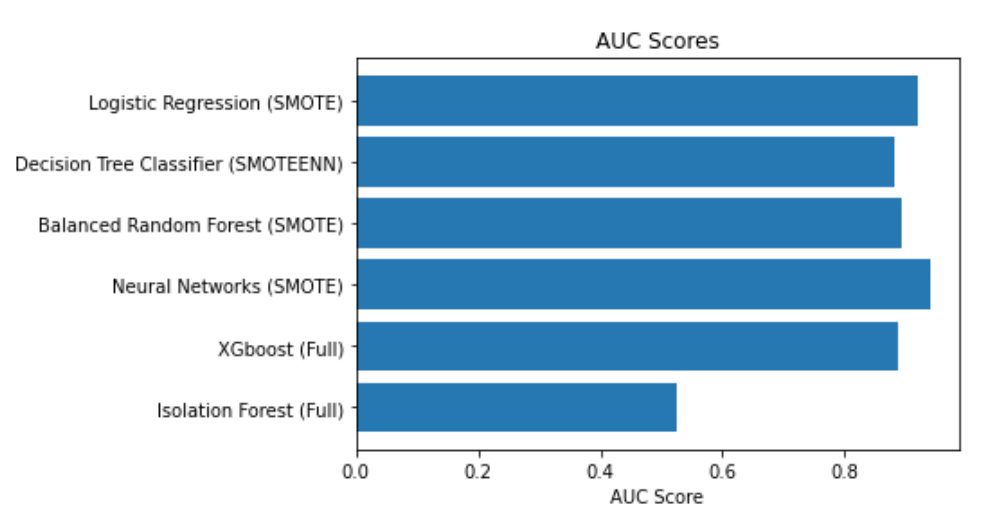 AUC Scores
Logistic Regression (SMOTE)
Decision Tree Classifier (SMOTEENN)
Balanced Random Forest (SMOTE)
Neural Networks (SMOTE)
XGboost (Full)
Isolation Forest (Full)
0.0 0.2 0.4 0.6 0.8
AUC Score